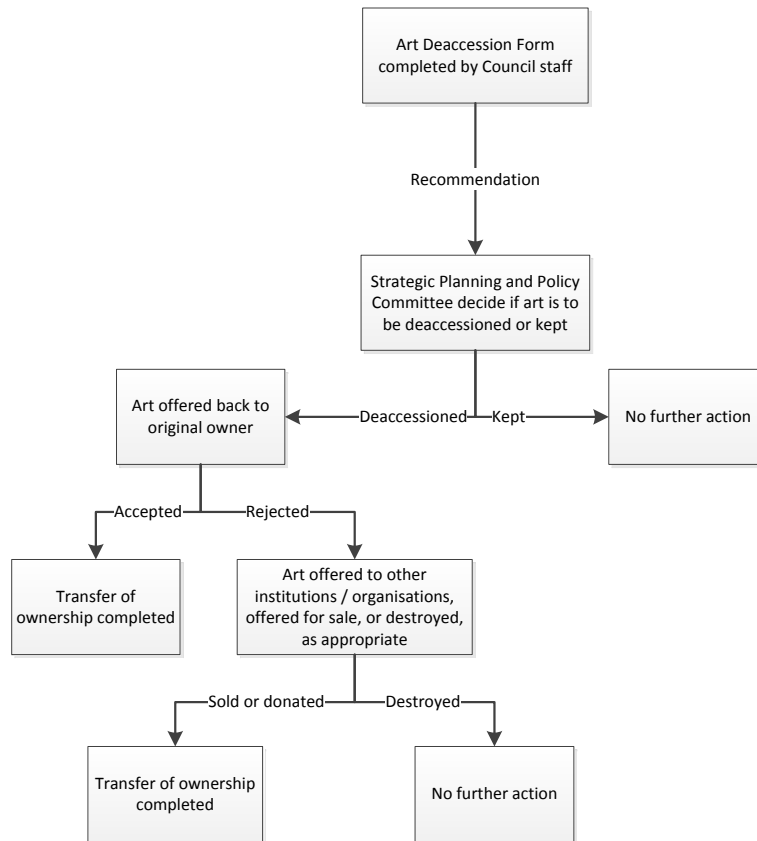 Art Deaccession Form
completed by Council staff
Recommendation
Strategic Planning and Policy
Committee decide if art is to
be deaccessioned or kept
Deaccessioned
Kept
Art offered back to
original owner
No further action
Accepted
Rejected
Transfer of
ownership completed
Art offered to other
institutions / organisations,
offered for sale, or destroyed,
as appropriate
Sold or donated
Destroyed
Transfer of ownership
completed
No further action